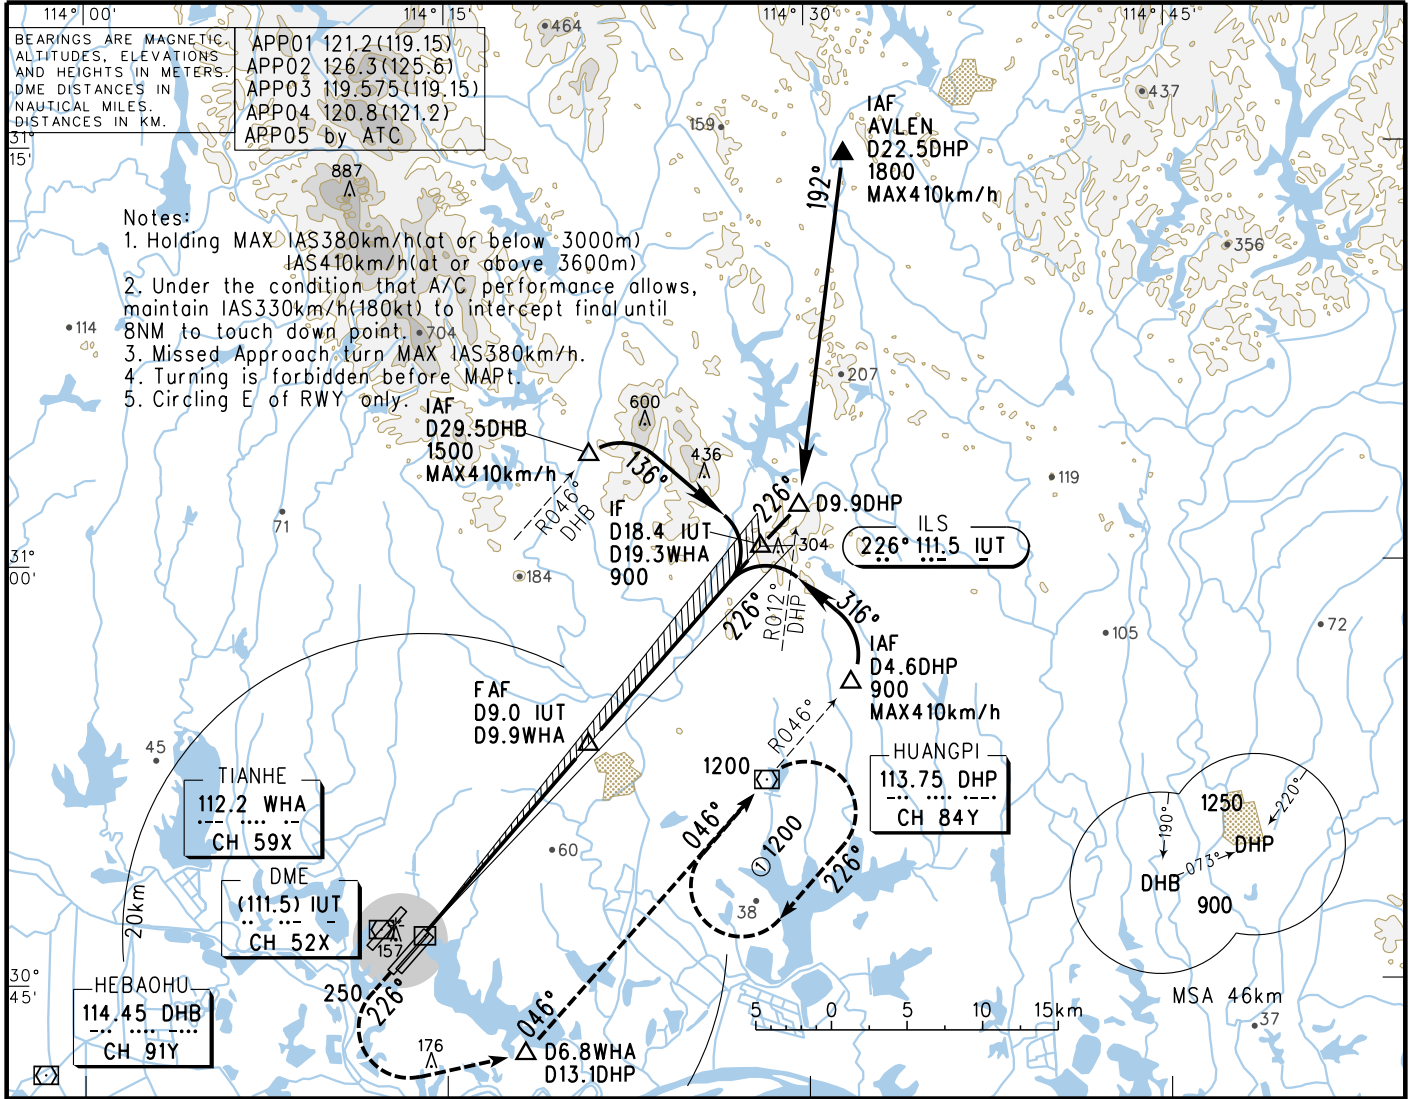 114° 00'
114° 15'
114° 30'
114° 45'
BEARINGS ARE MAGNETIC.
ALTITUDES, ELEVATIONS
AND HEIGHTS IN METERS.
DME DISTANCES IN
NAUTICAL MILES.
DISTANCES IN KM.
APP01 121.2(119.15)
APP02 126.3(125.6)
APP03 119.575(119.15)
APP04 120.8(121.2)
APP05 by ATC
464
159
437
IAF
AVLEN
D22.5DHP
1800
MAX410km/h
31°
15'
887
192°
Notes:
1. Holding MAX IAS380km/h(at or below 3000m)
IAS410km/h(at or above 3600m)
2. Under the condition that A/C performance allows,
maintain IAS330km/h(180kt) to intercept final until
8NM to touch down point.
3. Missed Approach turn MAX IAS380km/h.
4. Turning is forbidden before MAPt.
5. Circling E of RWY only.
356
114
704
207
IAF
D29.5DHB
1500
MAX410km/h
600
436
136°
R046°
DHB
119
71
226°
D9.9DHP
IF
D18.4 IUT
D19.3WHA
900
304
ILS
226° 111.5 IUT
31°
00'
184
226°
R012°
DHP
316°
105
72
IAF
D4.6DHP
900
MAX410km/h
FAF
D9.0 IUT
D9.9WHA
R046°
45
TIANHE
112.2 WHA
CH 59X
1200
HUANGPI
113.75 DHP
CH 84Y
046°
1 1200
226°
60
38
190°
1250
220°
DHP
073°
DHB
900
MSA 46km
DME
(111.5) IUT
CH 52X
20km
157
30°
45'
HEBAOHU
114.45 DHB
CH 91Y
250
226°
046°
176
D6.8WHA
D13.1DHP
5 0 5 10 15km
37